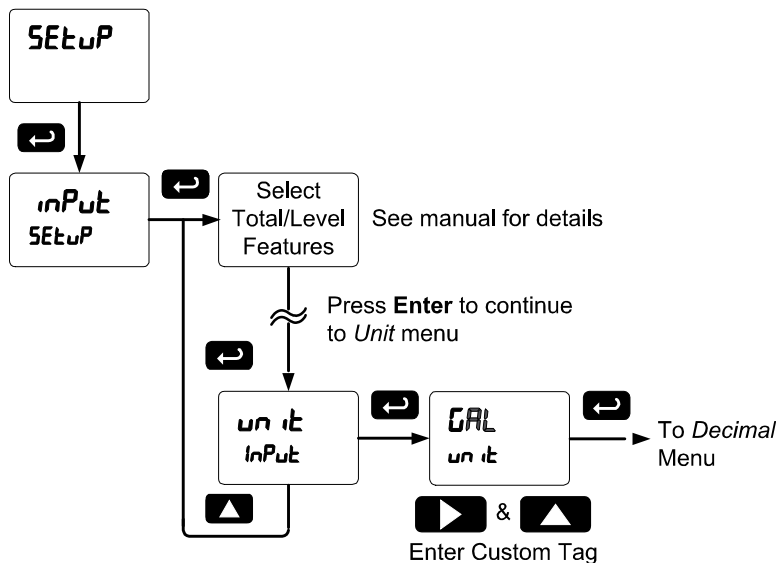 SEtuP
inPut
SEtuP
Select
Total/Level
Features
See manual for details
Press Enter to continue
to Unit menu
unit
InPut
GAL
unit
To Decimal
Menu
&
Enter Custom Tag